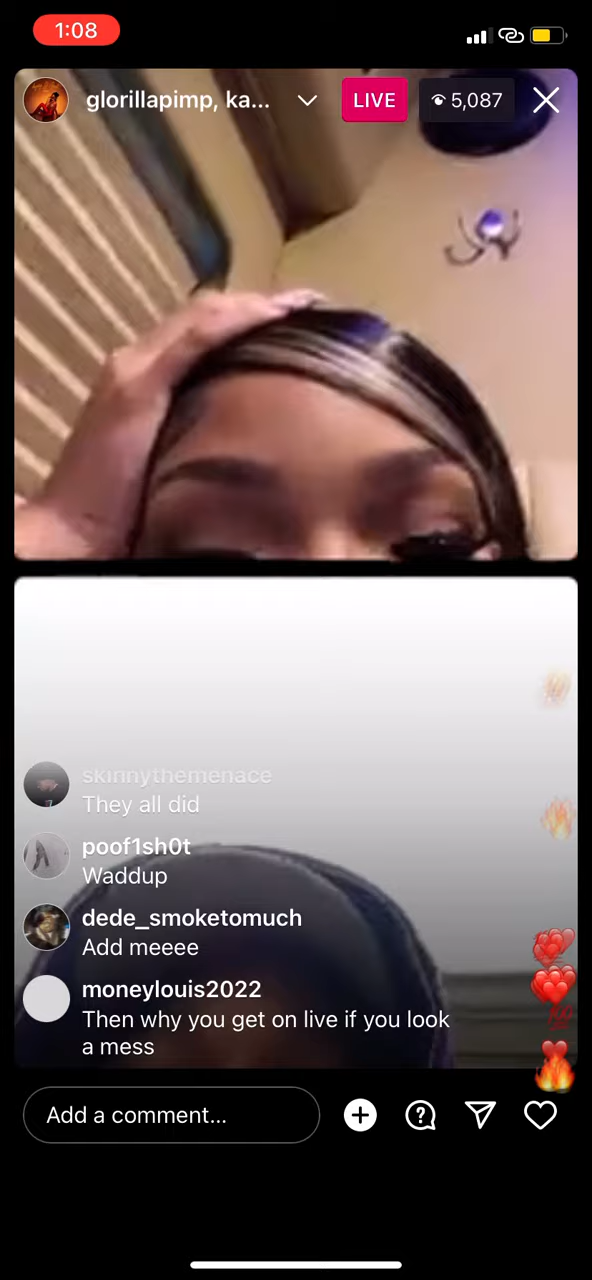 1:08
glorillapimp, ka...
LIVE
5,087
skinnythemenace
They all did
poof1sh0t
Waddup
dede_smoketomuch
Add meeee
moneylouis2022
Then why you get on live if you look
a mess
Add a comment...